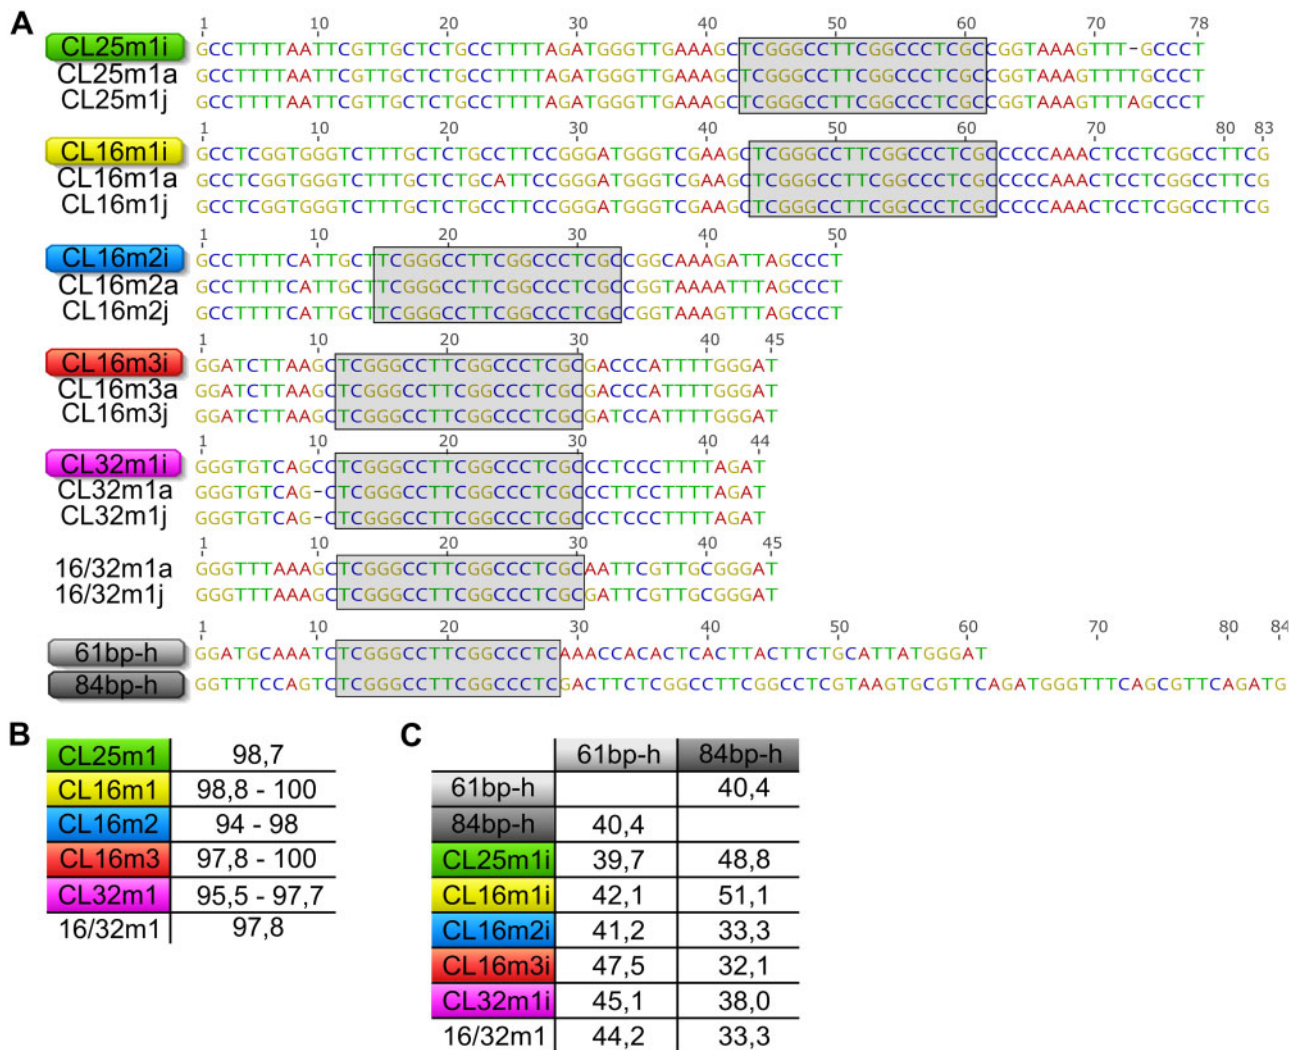 A
1 10 20 30 40 50 60 70 78
CL25m1i GCCTTTTAATTCGTTGCTCTGCCTTTTAGATGGGTTGAAAGCTCGGGCCTTCGGCCCTCGCCGGTAAAGTTT-GCCCT
CL25m1a GCCTTTTAATTCGTTGCTCTGCCTTTTAGATGGGTTGAAAGCTCGGGCCTTCGGCCCTCGCCGGTAAAGTTTTGCCCT
CL25m1j GCCTTTTAATTCGTTGCTCTGCCTTTTAGATGGGTTGAAAGCTCGGGCCTTCGGCCCTCGCCGGTAAAGTTTAGCCCT
1 10 20 30 40 50 60 70 80 83
CL16m1i GCCTCGGTGGGTCTTTGCTCTGCCTTCCGGGATGGGTCGAAGCTCGGGCCTTCGGCCCTCGCCCCCAAACTCCTCGGCCTTCG
CL16m1a GCCTCGGTGGGTCTTTGCTCTGCATTCCGGGATGGGTCGAAGCTCGGGCCTTCGGCCCTCGCCCCCAAACTCCTCGGCCTTCG
CL16m1j GCCTCGGTGGGTCTTTGCTCTGCCTTCCGGGATGGGTCGAAGCTCGGGCCTTCGGCCCTCGCCCCCAAACTCCTCGGCCTTCG
1 10 20 30 40 50
CL16m2i GCCTTTTCATTGCTTCGGGCCTTCGGCCCTCGCCGGCAAAGATTAGCCCT
CL16m2a GCCTTTTCATTGCTTCGGGCCTTCGGCCCTCGCCGGTAAAATTTAGCCCT
CL16m2j GCCTTTTCATTGCTTCGGGCCTTCGGCCCTCGCCGGTAAAGTTTAGCCCT
1 10 20 30 40 45
CL16m3i GGATCTTAAGCTCGGGCCTTCGGCCCTCGCGACCCATTTTGGGAT
CL16m3a GGATCTTAAGCTCGGGCCTTCGGCCCTCGCGACCCATTTTGGGAT
CL16m3j GGATCTTAAGCTCGGGCCTTCGGCCCTCGCGATCCATTTTGGGAT
1 10 20 30 40 44
CL32m1i GGGTGTCAGCCTCGGGCCTTCGGCCCTCGCCCTCCCTTTTAGAT
CL32m1a GGGTGTCAG-CTCGGGCCTTCGGCCCTCGCCCTTCCTTTTAGAT
CL32m1j GGGTGTCAG-CTCGGGCCTTCGGCCCTCGCCCTCCCTTTTAGAT
1 10 20 30 40 45
16/32m1a GGGTTTAAAGCTCGGGCCTTCGGCCCTCGCAATTCGTTGCGGGAT
16/32m1j GGGTTTAAAGCTCGGGCCTTCGGCCCTCGCGATTCGTTGCGGGAT
1 10 20 30 40 50 60 70 80 84
61bp-h GGATGCAAATCTCGGGCCTTCGGCCCTCAAACCACACTCACTTACTTCTGCATTATGGGAT
84bp-h GGTTTCCAGTCTCGGGCCTTCGGCCCTCGACTTCTCGGCCTTCGGCCTCGTAAGTGCGTTCAGATGGGTTTCAGCGTTCAGATG
B
CL25m1 98,7
CL16m1 98,8 - 100
CL16m2 94 - 98
CL16m3 97,8 - 100
CL32m1 95,5 - 97,7
16/32m1 97,8
C
61bp-h 84bp-h
61bp-h 40,4
84bp-h 40,4
CL25m1i 39,7 48,8
CL16m1i 42,1 51,1
CL16m2i 41,2 33,3
CL16m3i 47,5 32,1
CL32m1i 45,1 38,0
16/32m1 44,2 33,3